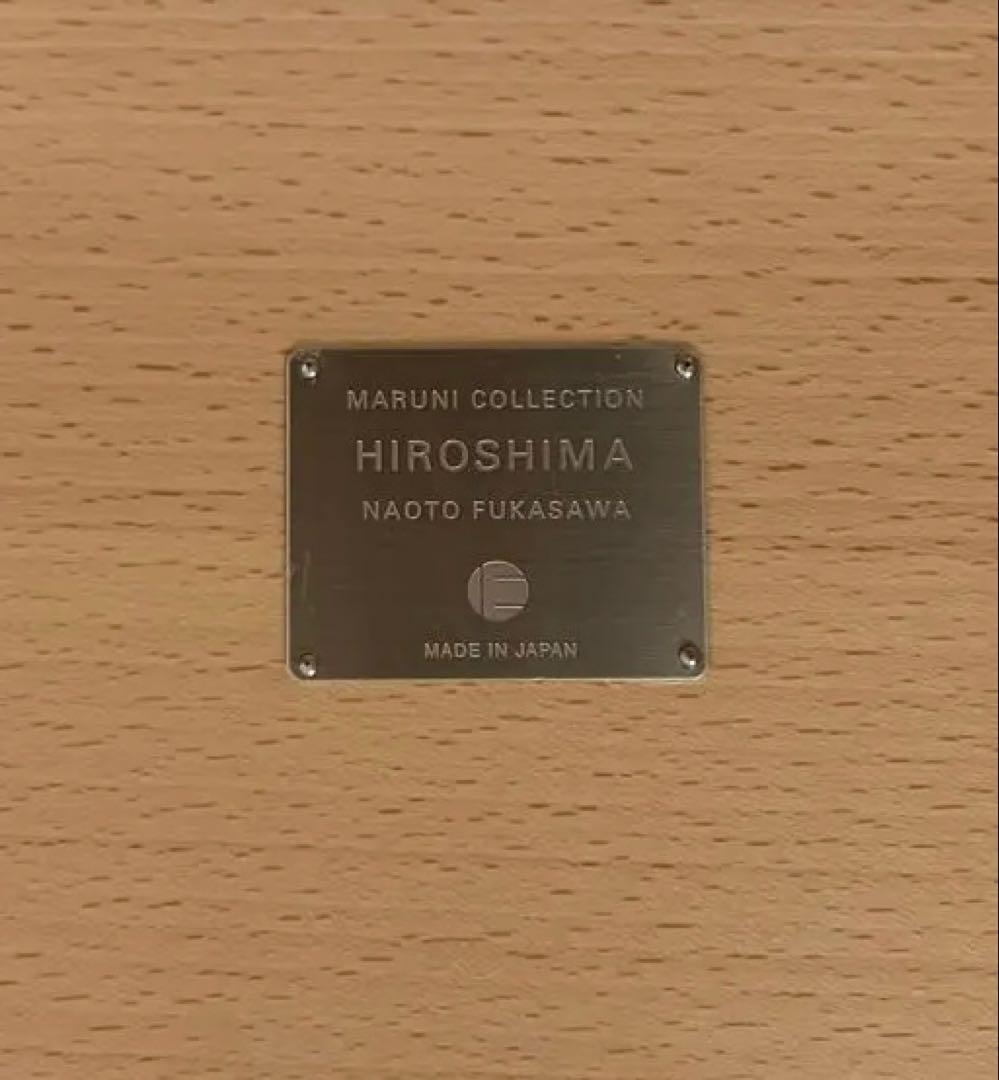 MARUNI COLLECTION
HIROSHIMA
NAOTO FUKASAWA
MADE IN JAPAN